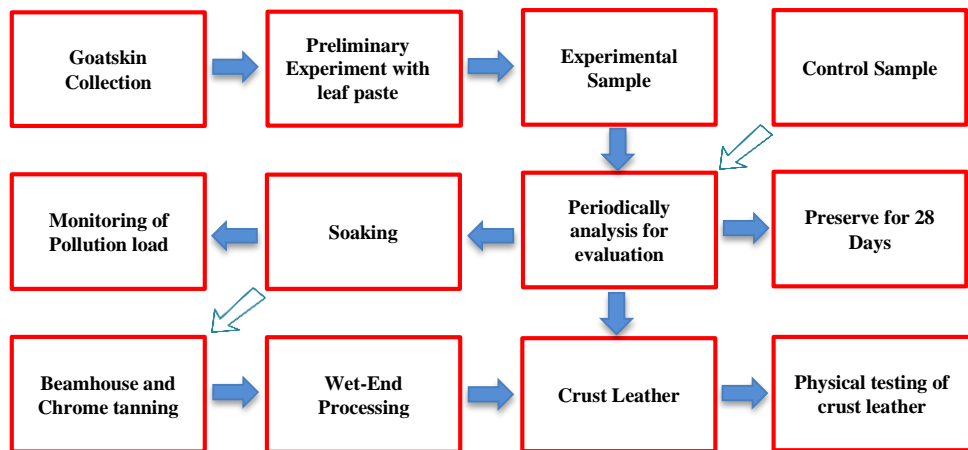 Goatskin
Collection
Preliminary
Experiment with
leaf paste
Experimental
Sample
Control Sample
Monitoring of
Pollution load
Soaking
Periodically
analysis for
evaluation
Preserve for 28
Days
Beamhouse and
Chrome tanning
Wet-End
Processing
Crust Leather
Physical testing of
crust leather